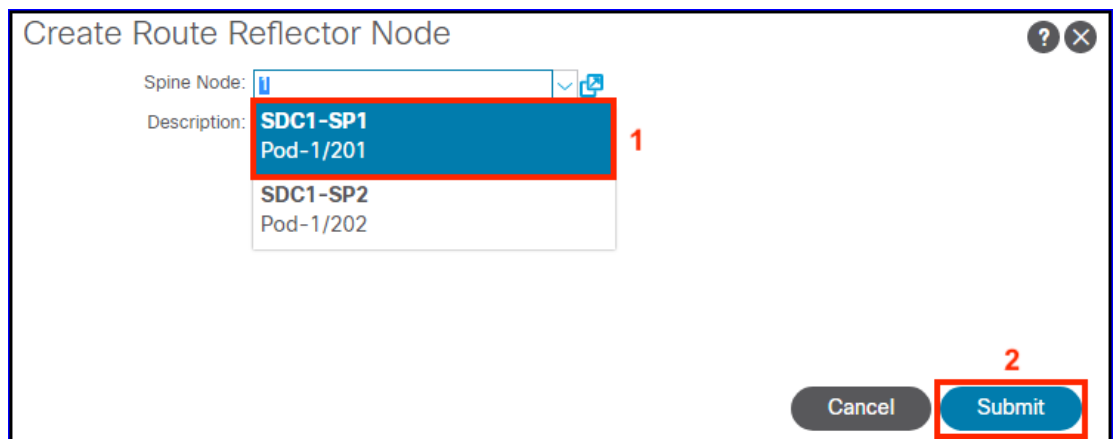 Create Route Reflector Node
?
Spine Node: 1
Description:
SDC1-SP1
Pod-1/201
1
SDC1-SP2
Pod-1/202
2
Cancel
Submit